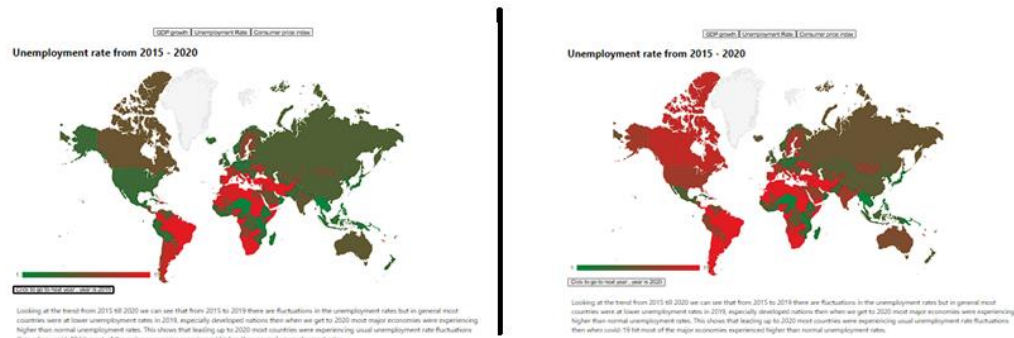 GDP growth Unemployment Rate Consumer price index
Unemployment rate from 2015 - 2020
Click to go to next year , year is 2019
Looking at the trend from 2015 till 2020 we can see that from 2015 to 2019 there are fluctuations in the unemployment rates but in general most
countries were at lower unemployment rates in 2019, especially developed nations then when we get to 2020 most major economies were experiencing
higher than normal unemployment rates. This shows that leading up to 2020 most countries were experiencing usual unemployment rate fluctuations
GDP growth Unemployment Rate Consumer price index
Unemployment rate from 2015 - 2020
Click to go to next year , year is 2020
Looking at the trend from 2015 till 2020 we can see that from 2015 to 2019 there are fluctuations in the unemployment rates but in general most
countries were at lower unemployment rates in 2019, especially developed nations then when we get to 2020 most major economies were experiencing
higher than normal unemployment rates. This shows that leading up to 2020 most countries were experiencing usual unemployment rate fluctuations
then when covid-19 hit most of the major economies experienced higher than normal unemployment rates.